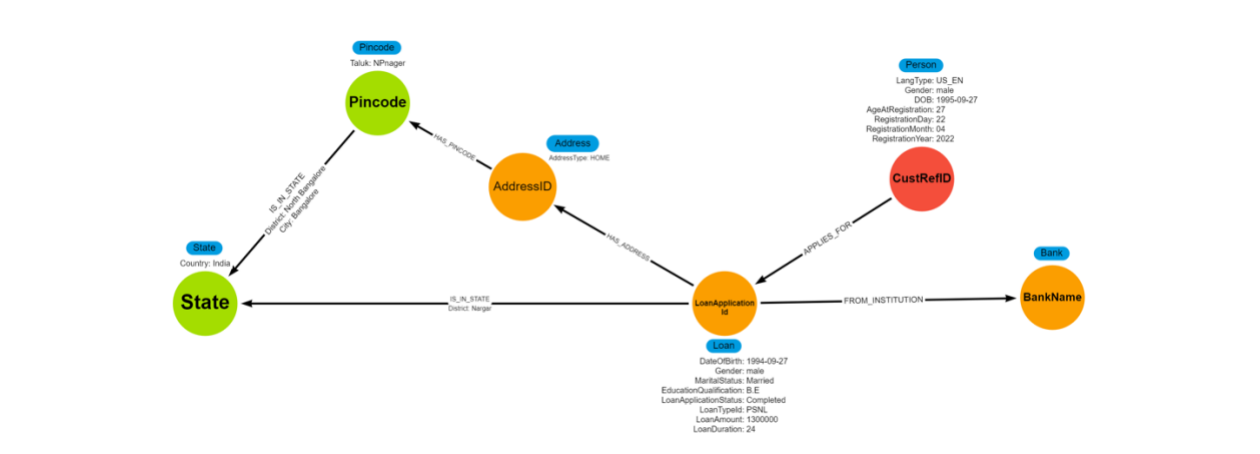 Pincode
Taluk: NPnager
Pincode
Person
LangType: US_EN
Gender: male
DOB: 1995-09-27
AgeAtRegistration: 27
RegistrationDay: 22
RegistrationMonth: 04
RegistrationYear: 2022
CustRefID
HAS_PINCODE
Address
AddressType: HOME
AddressID
IS_IN_STATE
District: North Bangalore
City: Bangalore
HAS_ADDRESS
APPLIES_FOR
State
Country: India
State
IS_IN_STATE
District: Nargar
LoanApplication
Id
FROM_INSTITUTION
Bank
BankName
Loan
DateOfBirth: 1994-09-27
Gender: male
MaritalStatus: Married
EducationQualification: B.E
LoanApplicationStatus: Completed
LoanTypeId: PSNL
LoanAmount: 1300000
LoanDuration: 24